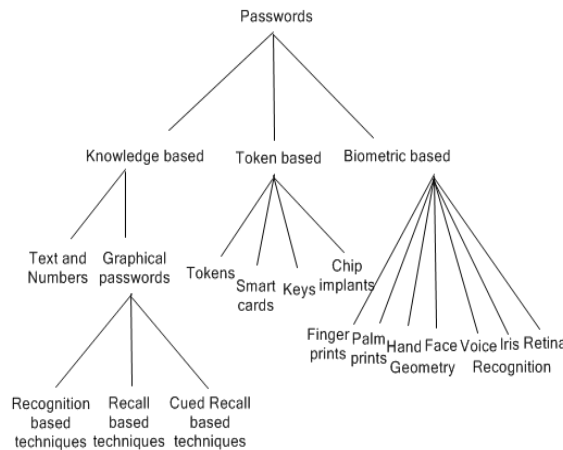 Passwords
Knowledge based
Token based
Biometric based
Text and
Numbers
Graphical
passwords
Tokens
Smart
cards
Keys
Chip
implants
Finger
prints
Palm
prints
Hand Face
Geometry
Voice Iris Retina
Recognition
Recognition
based
techniques
Recall
based
techniques
Cued Recall
based
techniques